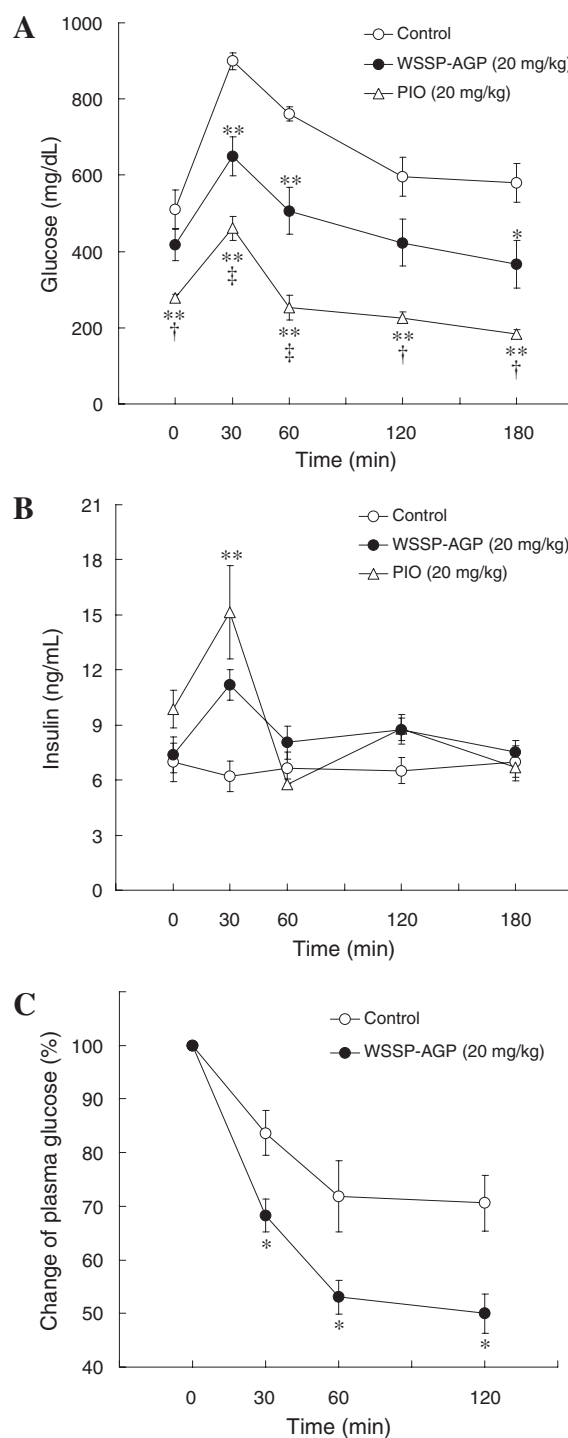 A
1000
800
600
400
200
0
Glucose (mg/dL)
Control
WSSP-AGP (20 mg/kg)
PIO (20 mg/kg)
**
**
*
**
‡
**
†
**
‡
**
†
**
†
0 30 60 120 180
Time (min)
B
21
18
15
12
9
6
3
0
Insulin (ng/mL)
Control
WSSP-AGP (20 mg/kg)
PIO (20 mg/kg)
**
0 30 60 120 180
Time (min)
C
100
90
80
70
60
50
40
Change of plasma glucose (%)
Control
WSSP-AGP (20 mg/kg)
*
*
*
0 30 60 120
Time (min)